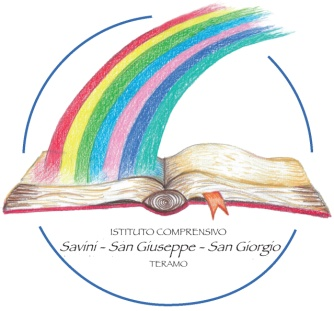 ISTITUTO COMPRENSIVO
Savini - San Giuseppe - San Giorgio
TERAMO